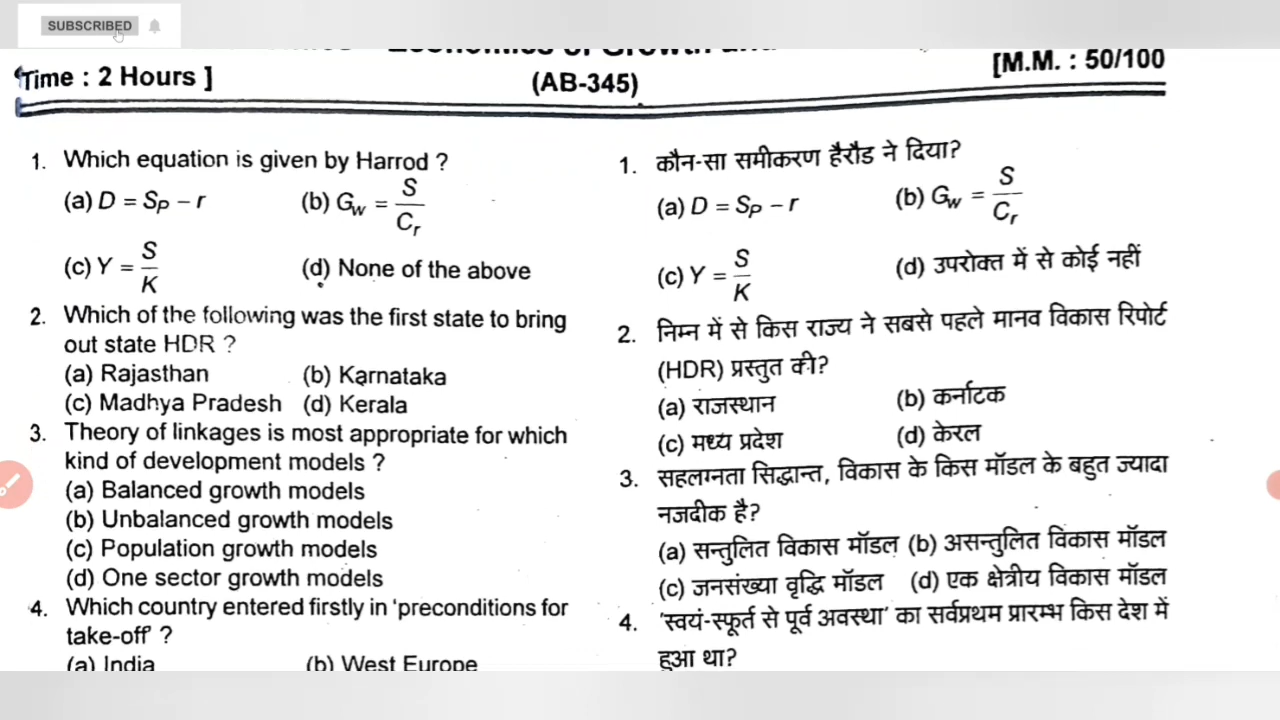 SUBSCRIBED
Economics of Growth and
Time : 2 Hours ]
(AB-345)
[M.M. : 50/100
1. Which equation is given by Harrod ?
(a) D = SP – r (b) Gw = S/Cr
(c) Y = S/K (d) None of the above
2. Which of the following was the first state to bring
out state HDR ?
(a) Rajasthan (b) Karnataka
(c) Madhya Pradesh (d) Kerala
3. Theory of linkages is most appropriate for which
kind of development models ?
(a) Balanced growth models
(b) Unbalanced growth models
(c) Population growth models
(d) One sector growth models
4. Which country entered firstly in 'preconditions for
take-off' ?
(a) India (b) West Europe
1. कौन-सा समीकरण हैरौड ने दिया?
(a) D = SP – r (b) Gw = S/Cr
(c) Y = S/K (d) उपरोक्त में से कोई नहीं
2. निम्न में से किस राज्य ने सबसे पहले मानव विकास रिपोर्ट
(HDR) प्रस्तुत की?
(a) राजस्थान (b) कर्नाटक
(c) मध्य प्रदेश (d) केरल
3. सहलग्नता सिद्धान्त, विकास के किस मॉडल के बहुत ज्यादा
नजदीक है?
(a) सन्तुलित विकास मॉडल (b) असन्तुलित विकास मॉडल
(c) जनसंख्या वृद्धि मॉडल (d) एक क्षेत्रीय विकास मॉडल
4. 'स्वयं-स्फूर्त से पूर्व अवस्था' का सर्वप्रथम प्रारम्भ किस देश में
हुआ था?